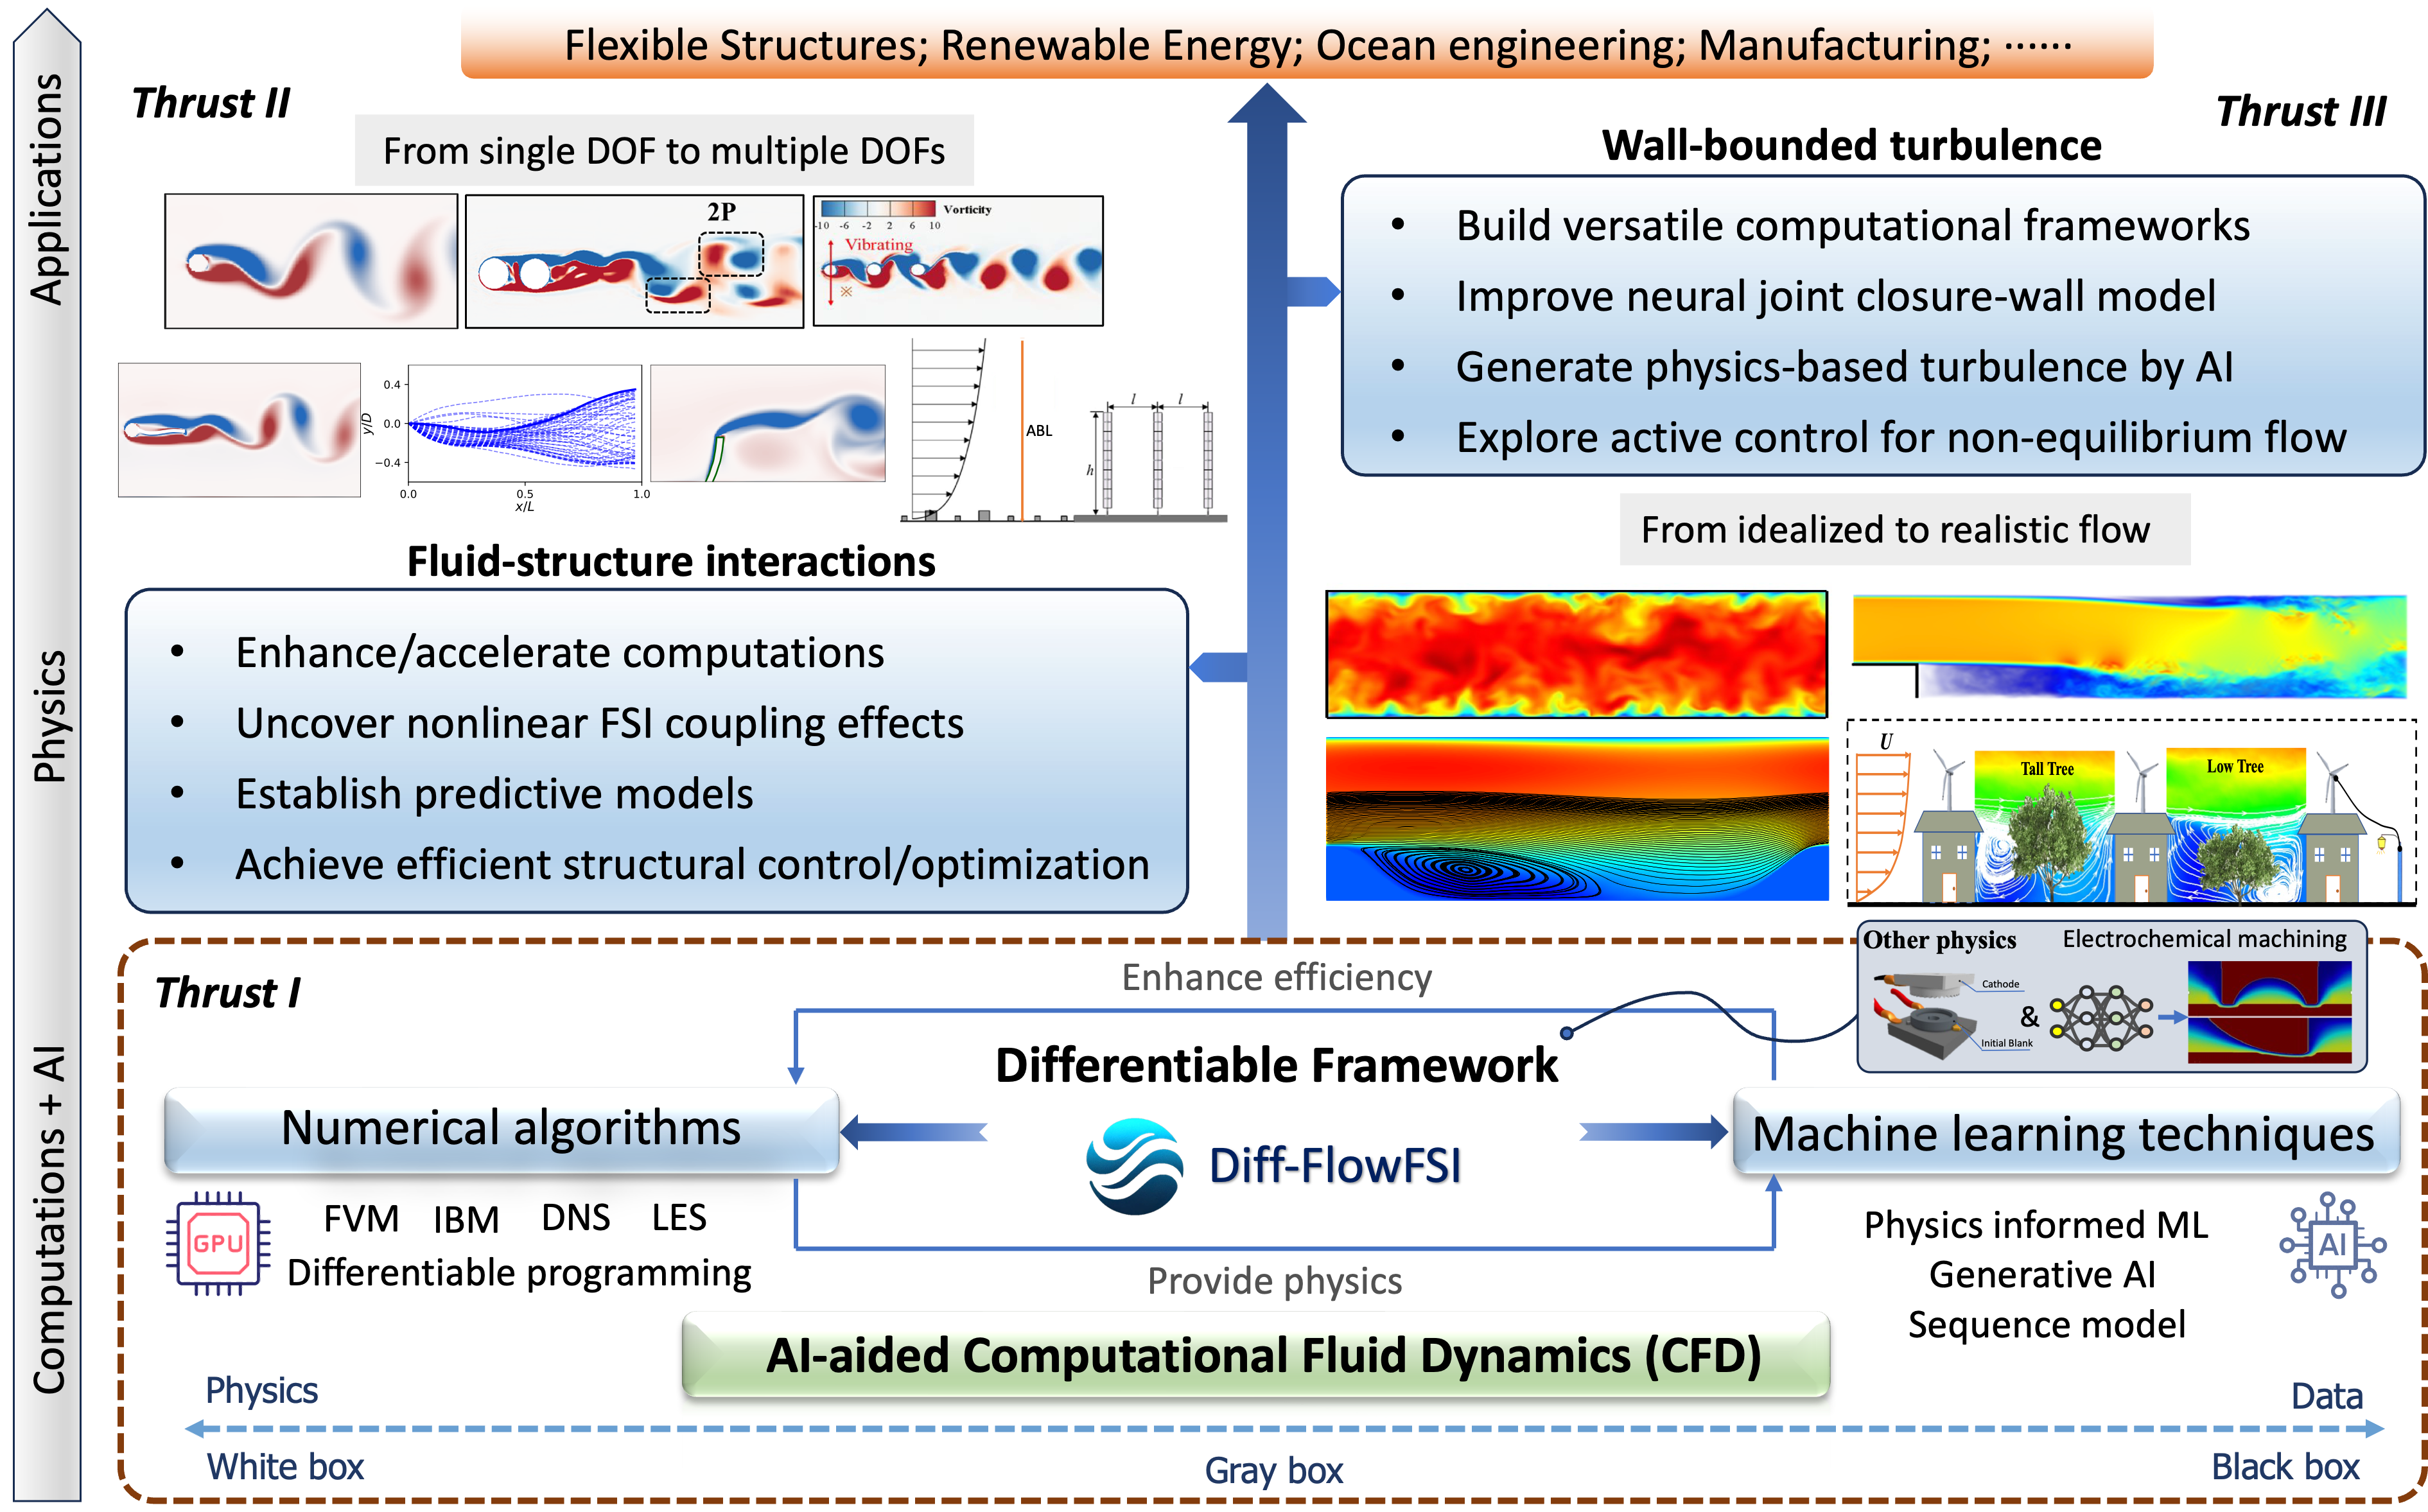 Flexible Structures; Renewable Energy; Ocean engineering; Manufacturing; ······
Applications
Physics
Computations + AI
Thrust II
From single DOF to multiple DOFs
2P
Vorticity
-10 -6 -2 2 6 10
Vibrating
※
0.4
0.0
−0.4
y/D
0.0 0.5 1.0
x/L
ABL
l l
h
Fluid-structure interactions
• Enhance/accelerate computations
• Uncover nonlinear FSI coupling effects
• Establish predictive models
• Achieve efficient structural control/optimization
Thrust III
Wall-bounded turbulence
• Build versatile computational frameworks
• Improve neural joint closure-wall model
• Generate physics-based turbulence by AI
• Explore active control for non-equilibrium flow
From idealized to realistic flow
U
Tall Tree
Low Tree
Other physics
Electrochemical machining
Cathode
&
Initial Blank
Thrust I
Enhance efficiency
Differentiable Framework
Diff-FlowFSI
Numerical algorithms
Machine learning techniques
GPU
FVM IBM DNS LES
Differentiable programming
Provide physics
Physics informed ML
Generative AI
Sequence model
AI
AI-aided Computational Fluid Dynamics (CFD)
Physics
Data
White box
Gray box
Black box